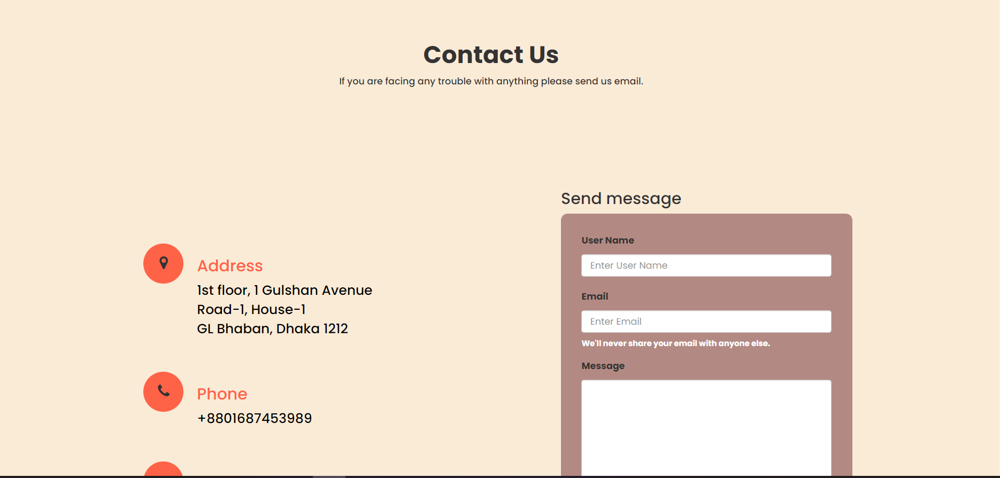 Contact Us
If you are facing any trouble with anything please send us email.
Address
1st floor, 1 Gulshan Avenue
Road-1, House-1
GL Bhaban, Dhaka 1212
Phone
+8801687453989
Send message
User Name
Enter User Name
Email
Enter Email
We'll never share your email with anyone else.
Message